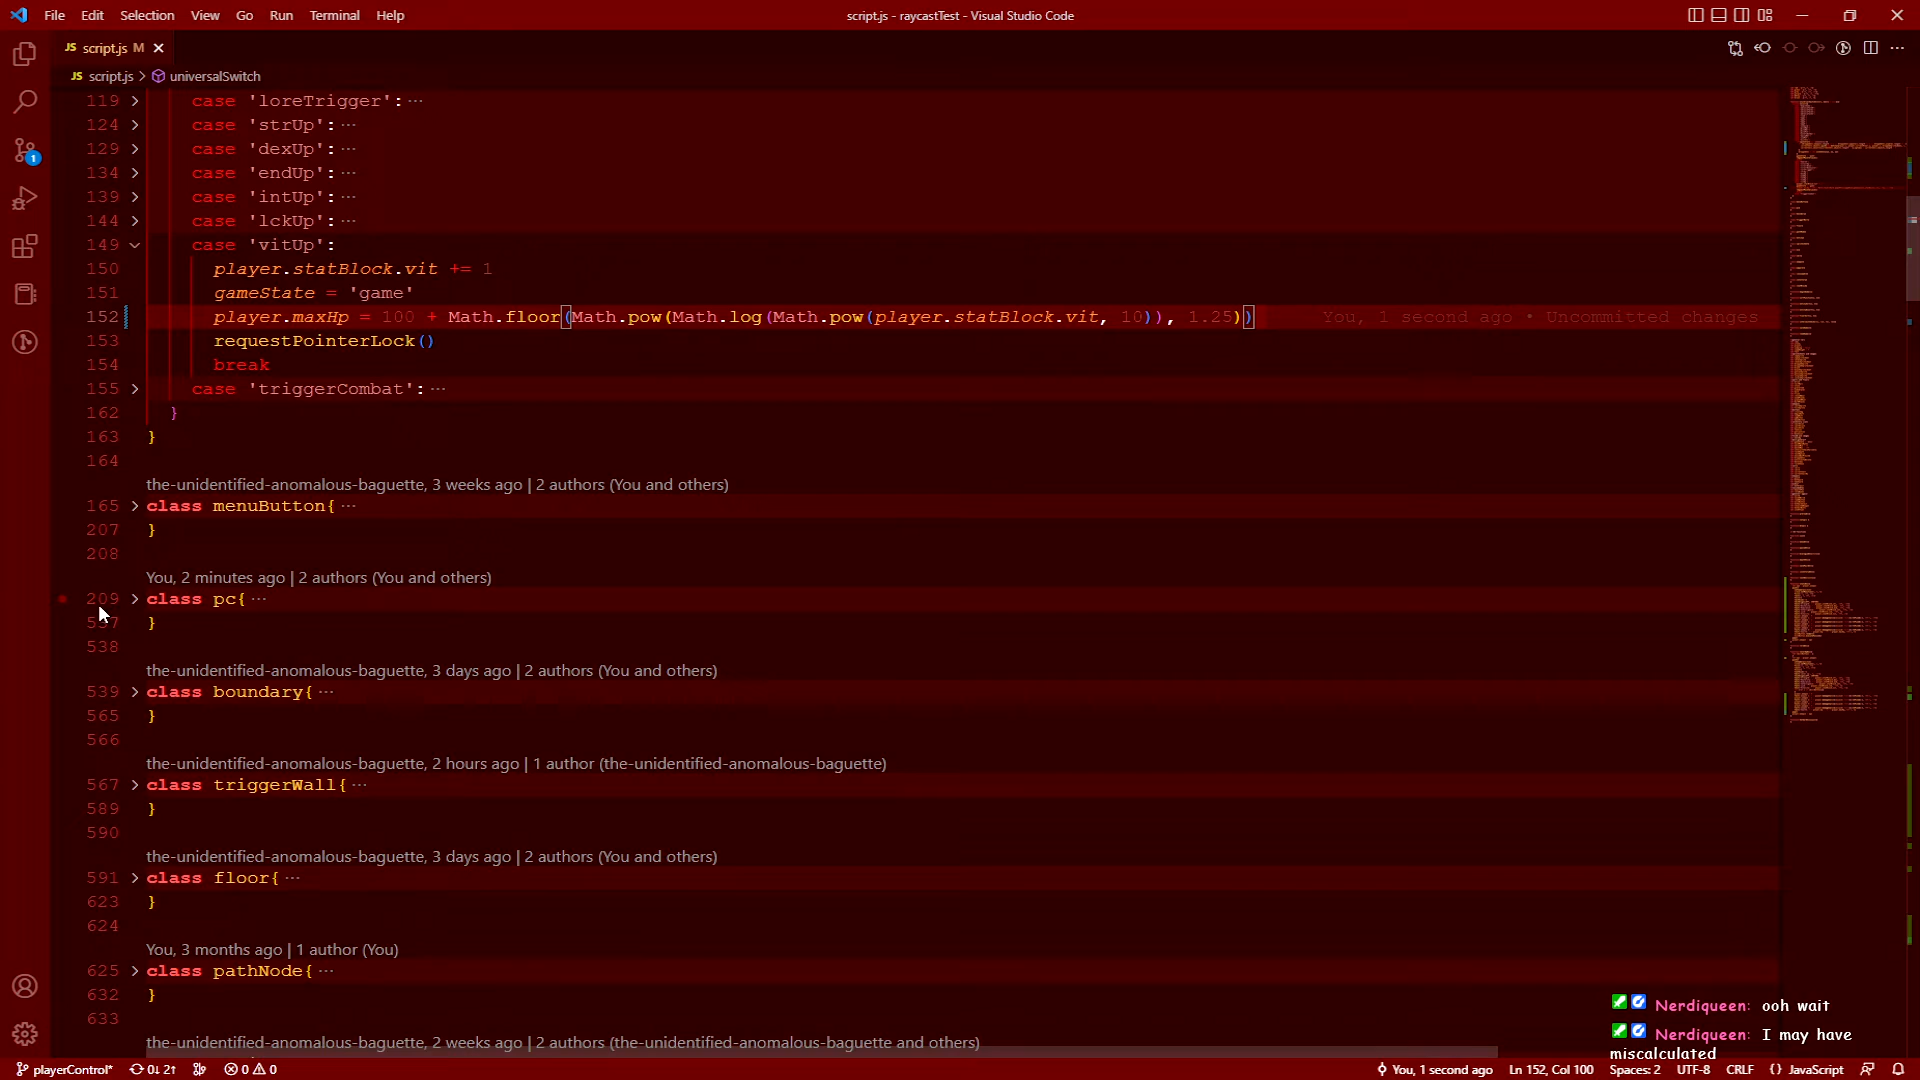 File Edit Selection View Go Run Terminal Help
script.js - raycastTest - Visual Studio Code
JS script.js M
JS script.js > universalSwitch
119 case 'loreTrigger': ...
124 case 'strUp': ...
129 case 'dexUp': ...
134 case 'endUp': ...
139 case 'intUp': ...
144 case 'lckUp': ...
149 case 'vitUp':
150 player.statBlock.vit += 1
151 gameState = 'game'
152 player.maxHp = 100 + Math.floor(Math.pow(Math.log(Math.pow(player.statBlock.vit, 10)), 1.25)) You, 1 second ago • Uncommitted changes
153 requestPointerLock()
154 break
155 case 'triggerCombat': ...
162 }
163 }
164
the-unidentified-anomalous-baguette, 3 weeks ago | 2 authors (You and others)
165 class menuButton{ ...
207 }
208
You, 2 minutes ago | 2 authors (You and others)
209 class pc{ ...
537 }
538
the-unidentified-anomalous-baguette, 3 days ago | 2 authors (You and others)
539 class boundary{ ...
565 }
566
the-unidentified-anomalous-baguette, 2 hours ago | 1 author (the-unidentified-anomalous-baguette)
567 class triggerWall{ ...
589 }
590
the-unidentified-anomalous-baguette, 3 days ago | 2 authors (You and others)
591 class floor{ ...
623 }
624
You, 3 months ago | 1 author (You)
625 class pathNode{ ...
632 }
633
the-unidentified-anomalous-baguette, 2 weeks ago | 2 authors (the-unidentified-anomalous-baguette and others)
Nerdiqueen: ooh wait
Nerdiqueen: I may have
miscalculated
playerControl* 0↓ 2↑ 0 0 You, 1 second ago Ln 152, Col 100 Spaces: 2 UTF-8 CRLF {} JavaScript